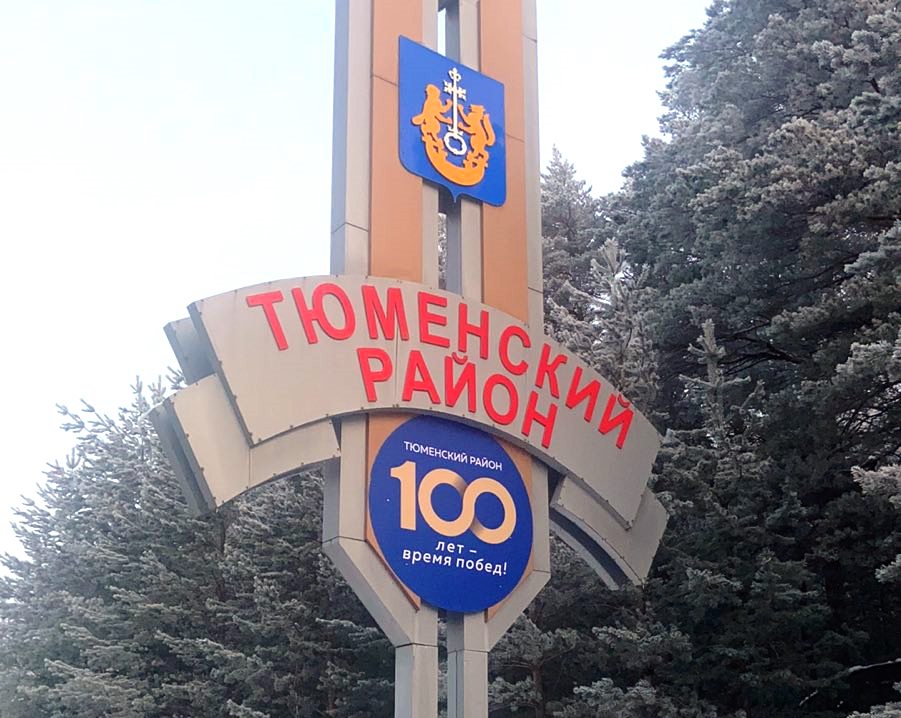 ТЮМЕНСКИЙ
РАЙОН
ТЮМЕНСКИЙ РАЙОН
100
лет –
время побед!